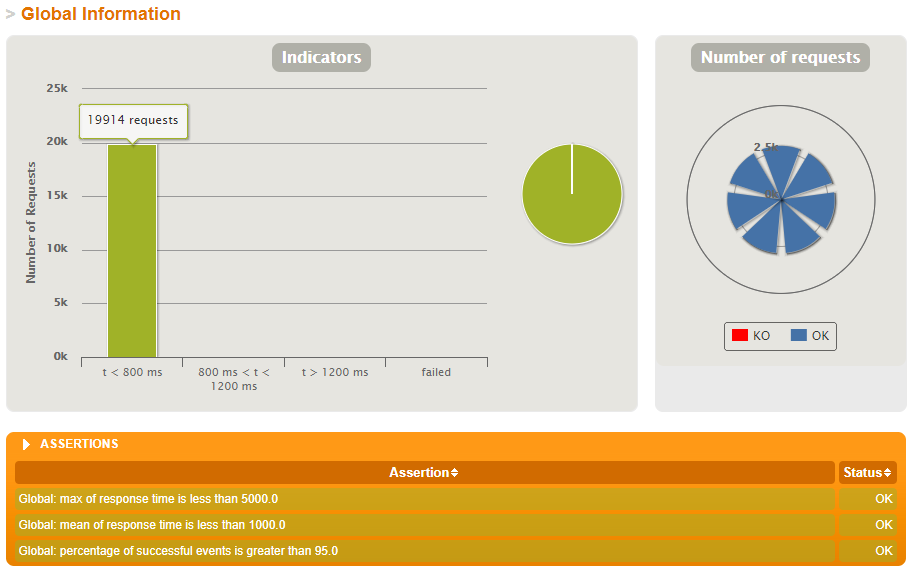 > Global Information
Indicators
25k
20k
15k
10k
5k
0k
Number of Requests
19914 requests
t < 800 ms
800 ms < t <
1200 ms
t > 1200 ms
failed
Number of requests
2.5k
KO
OK
ASSERTIONS
Assertion Status
Global: max of response time is less than 5000.0 OK
Global: mean of response time is less than 1000.0 OK
Global: percentage of successful events is greater than 95.0 OK